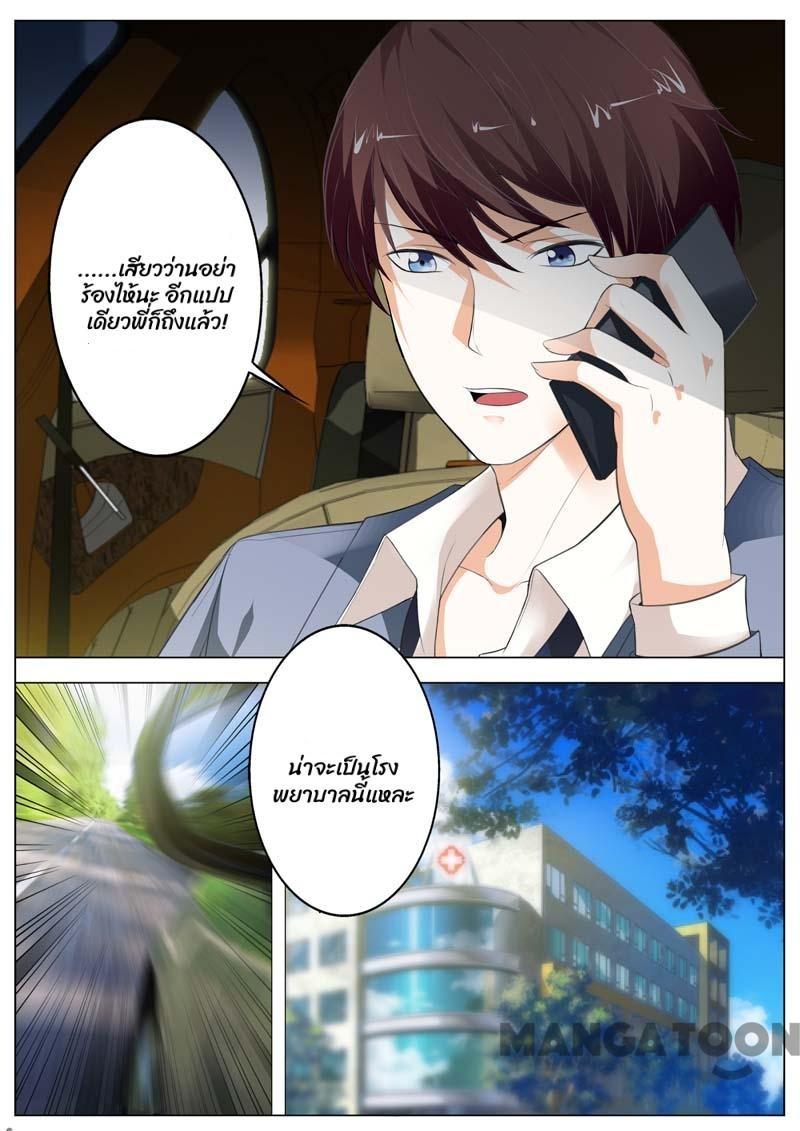 ......เสียวว่านอย่า
ร้องไห้นะ อีกแปป
เดียวพี่ก็ถึงแล้ว!
น่าจะเป็นโรง
พยาบาลนี้แหละ
MANGATOON